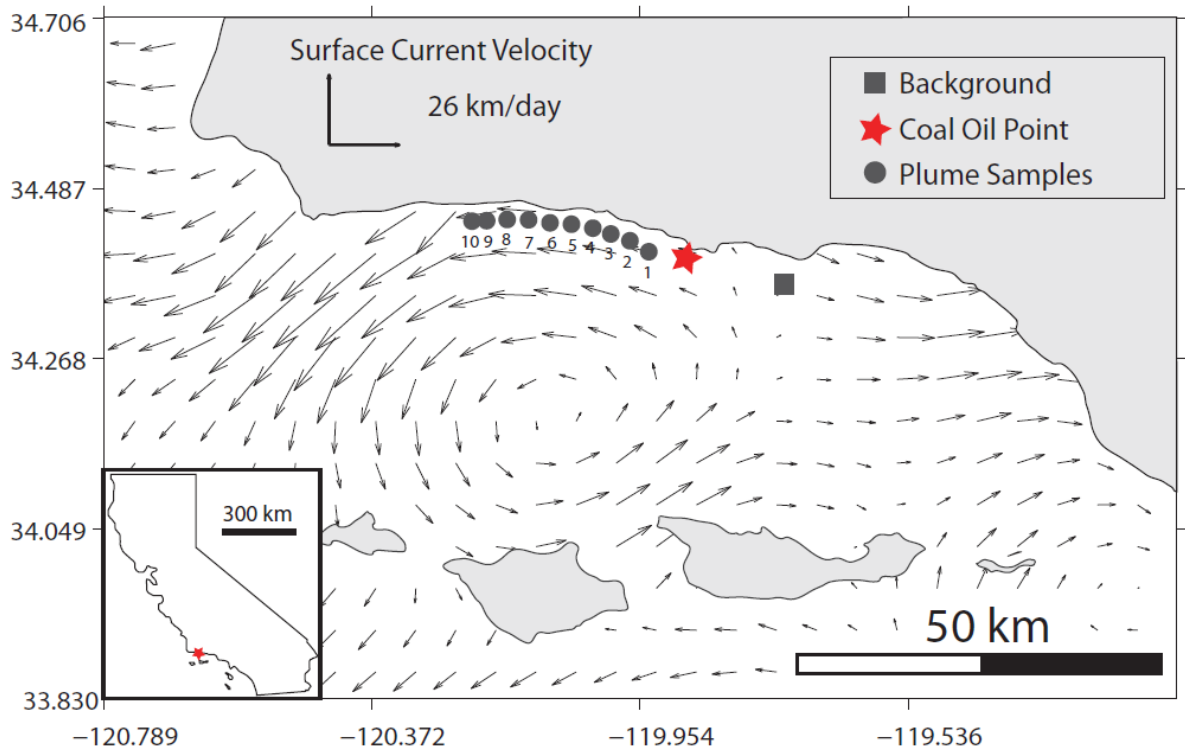 34.706
34.487
34.268
34.049
33.830
Surface Current Velocity
26 km/day
Background
Coal Oil Point
Plume Samples
10 9 8 7 6 5 4 3 2 1
300 km
50 km
−120.789 −120.372 −119.954 −119.536